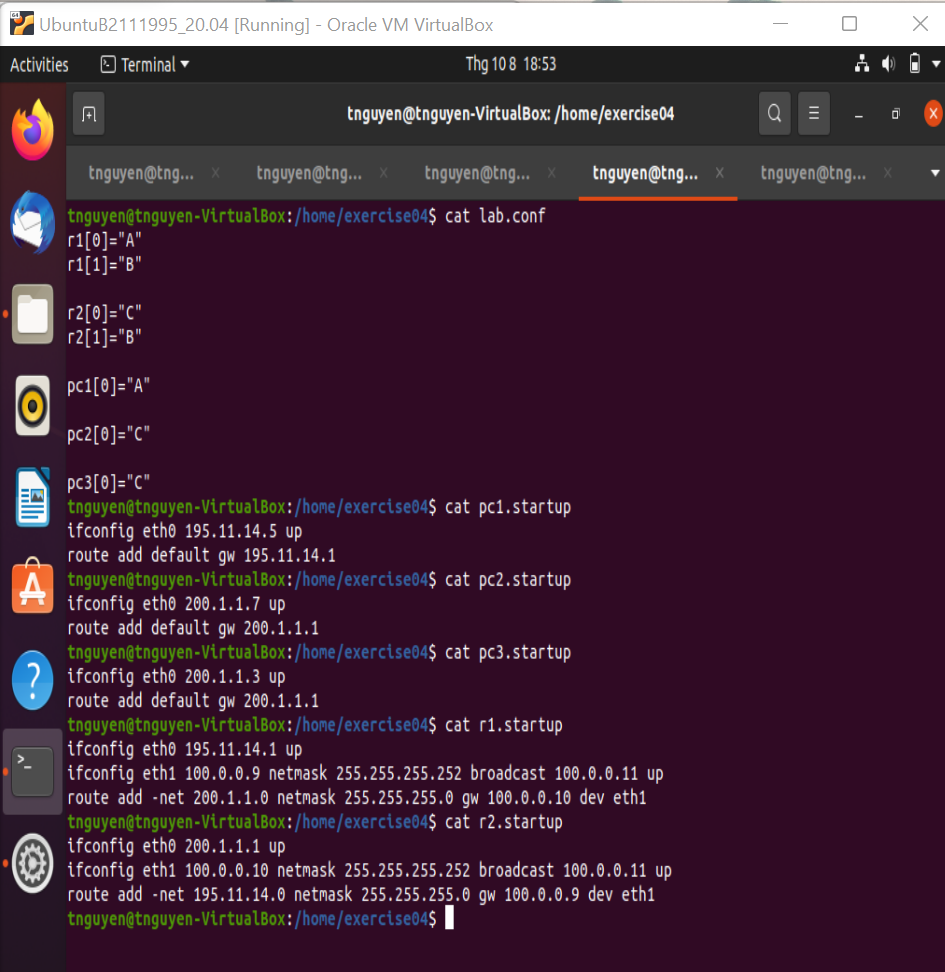 UbuntuB2111995_20.04 [Running] - Oracle VM VirtualBox
Activities Terminal Thg 10 8 18:53
tnguyen@tnguyen-VirtualBox: /home/exercise04
tnguyen@tng... × tnguyen@tng... × tnguyen@tng... × tnguyen@tng... × tnguyen@tng... ×
tnguyen@tnguyen-VirtualBox:/home/exercise04$ cat lab.conf
r1[0]="A"
r1[1]="B"
r2[0]="C"
r2[1]="B"
pc1[0]="A"
pc2[0]="C"
pc3[0]="C"
tnguyen@tnguyen-VirtualBox:/home/exercise04$ cat pc1.startup
ifconfig eth0 195.11.14.5 up
route add default gw 195.11.14.1
tnguyen@tnguyen-VirtualBox:/home/exercise04$ cat pc2.startup
ifconfig eth0 200.1.1.7 up
route add default gw 200.1.1.1
tnguyen@tnguyen-VirtualBox:/home/exercise04$ cat pc3.startup
ifconfig eth0 200.1.1.3 up
route add default gw 200.1.1.1
tnguyen@tnguyen-VirtualBox:/home/exercise04$ cat r1.startup
ifconfig eth0 195.11.14.1 up
ifconfig eth1 100.0.0.9 netmask 255.255.255.252 broadcast 100.0.0.11 up
route add -net 200.1.1.0 netmask 255.255.255.0 gw 100.0.0.10 dev eth1
tnguyen@tnguyen-VirtualBox:/home/exercise04$ cat r2.startup
ifconfig eth0 200.1.1.1 up
ifconfig eth1 100.0.0.10 netmask 255.255.255.252 broadcast 100.0.0.11 up
route add -net 195.11.14.0 netmask 255.255.255.0 gw 100.0.0.9 dev eth1
tnguyen@tnguyen-VirtualBox:/home/exercise04$